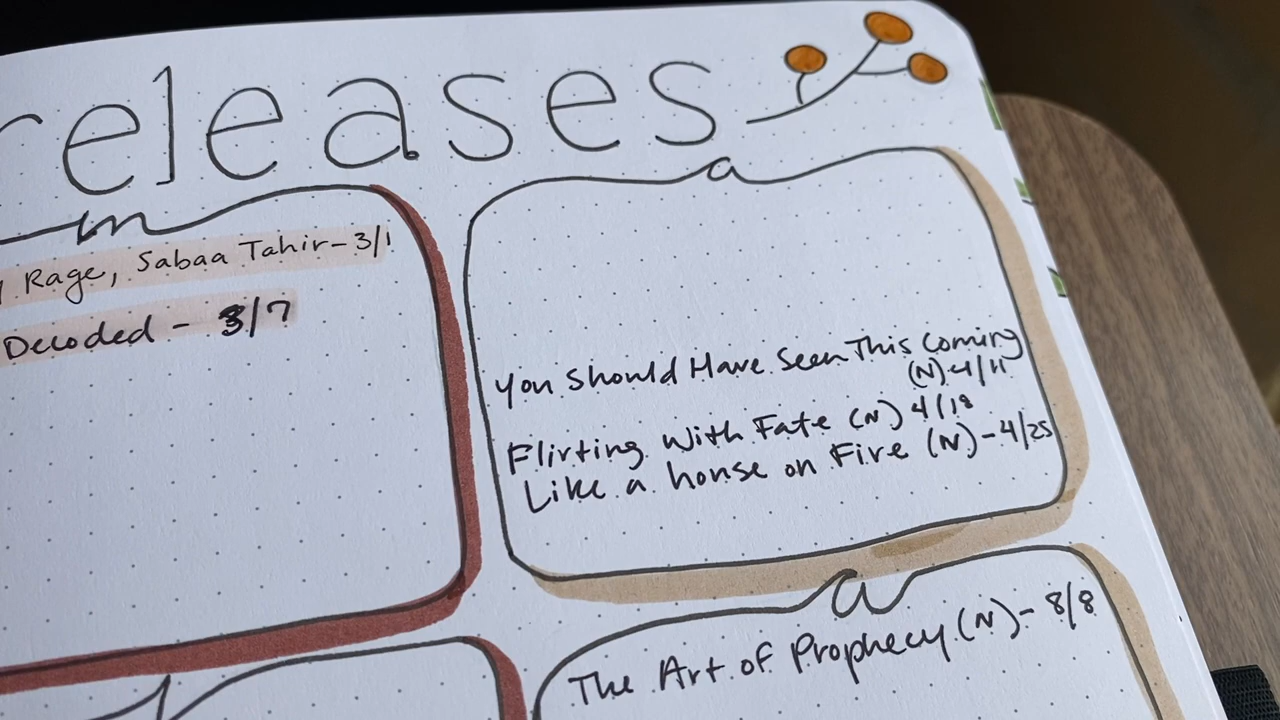 releases
m
Rage, Sabaa Tahir - 3/1
Decoded - 3/7
a
You Should Have Seen This Coming
(N) 4/11
Flirting With Fate (N) 4/18
Like a house on Fire (N) - 4/25
a
The Art of Prophecy (N) - 8/8